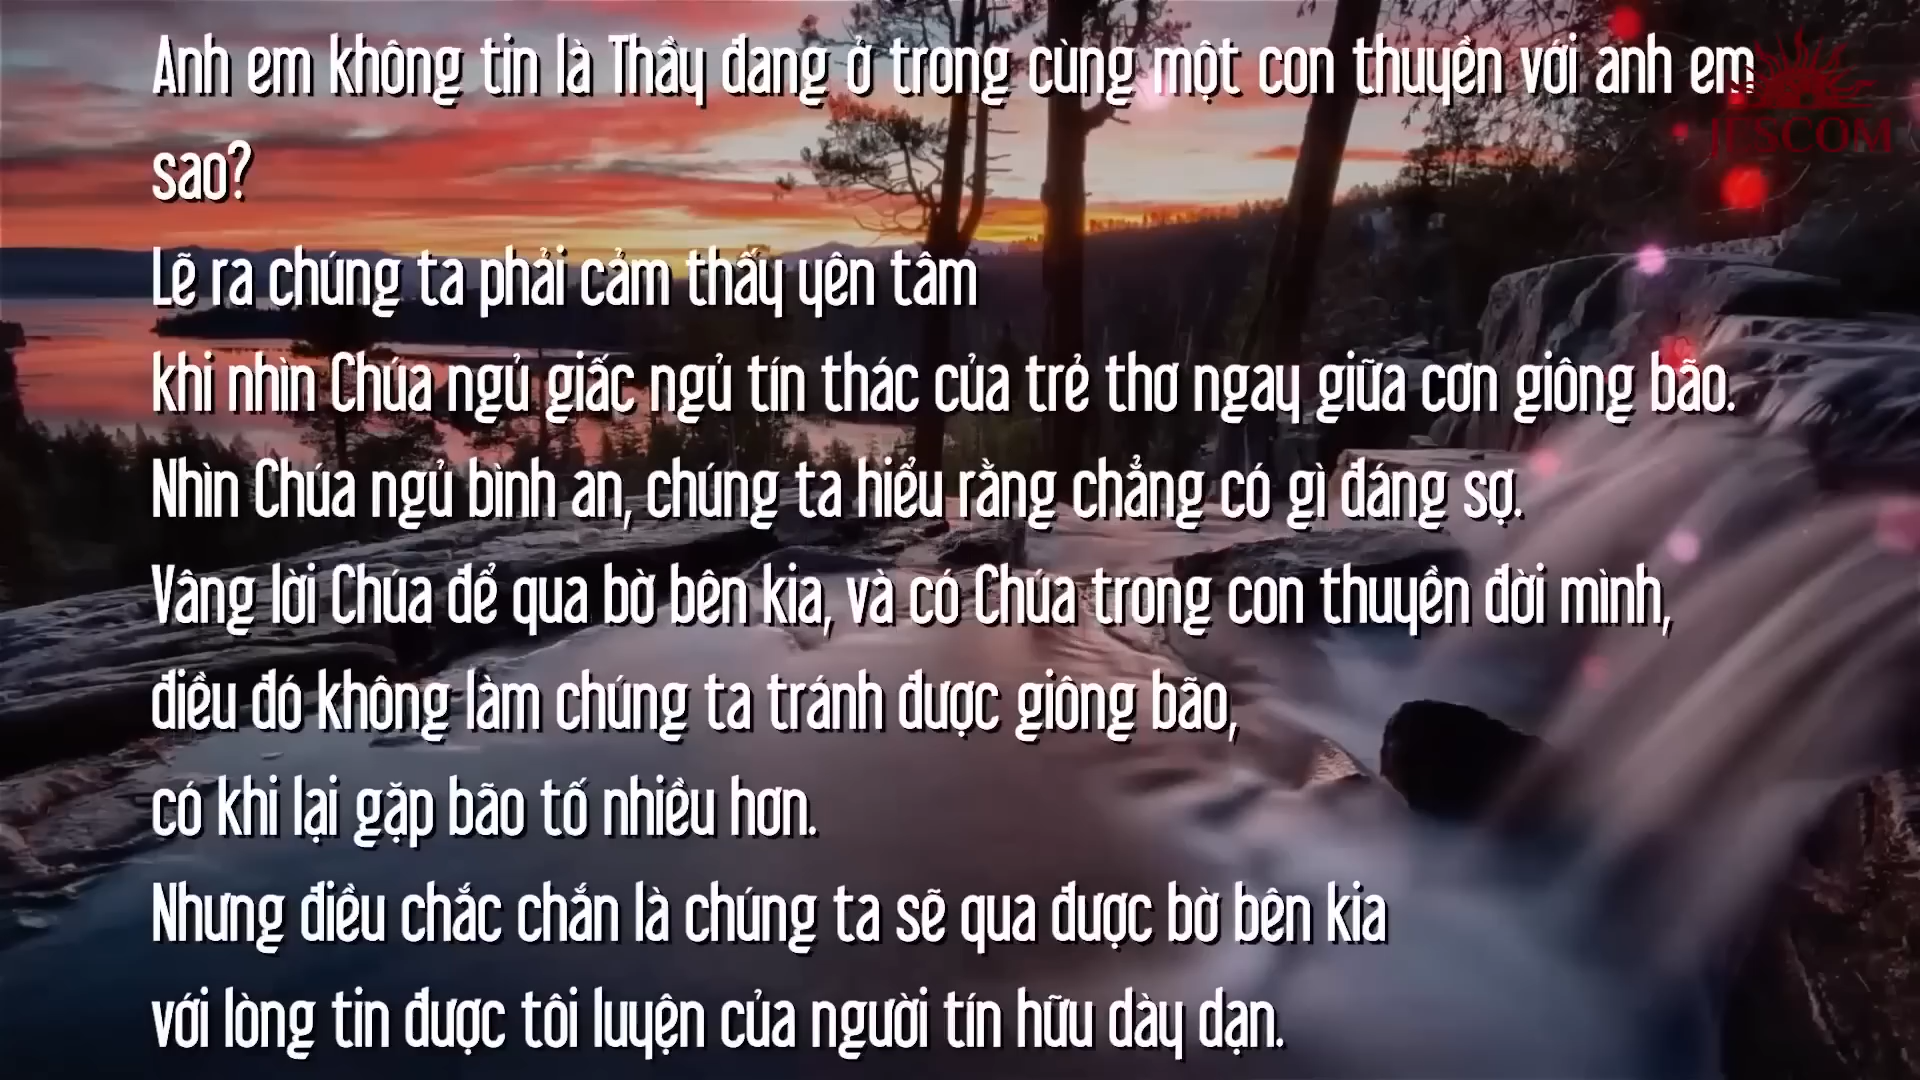 Anh em không tin là Thầy đang ở trong cùng một con thuyền với anh em
sao?
Lẽ ra chúng ta phải cảm thấy yên tâm
khi nhìn Chúa ngủ giấc ngủ tín thác của trẻ thơ ngay giữa cơn giông bão.
Nhìn Chúa ngủ bình an, chúng ta hiểu rằng chẳng có gì đáng sợ.
Vâng lời Chúa để qua bờ bên kia, và có Chúa trong con thuyền đời mình,
điều đó không làm chúng ta tránh được giông bão,
có khi lại gặp bão tố nhiều hơn.
Nhưng điều chắc chắn là chúng ta sẽ qua được bờ bên kia
với lòng tin được tôi luyện của người tín hữu dày dạn.
JESCOM